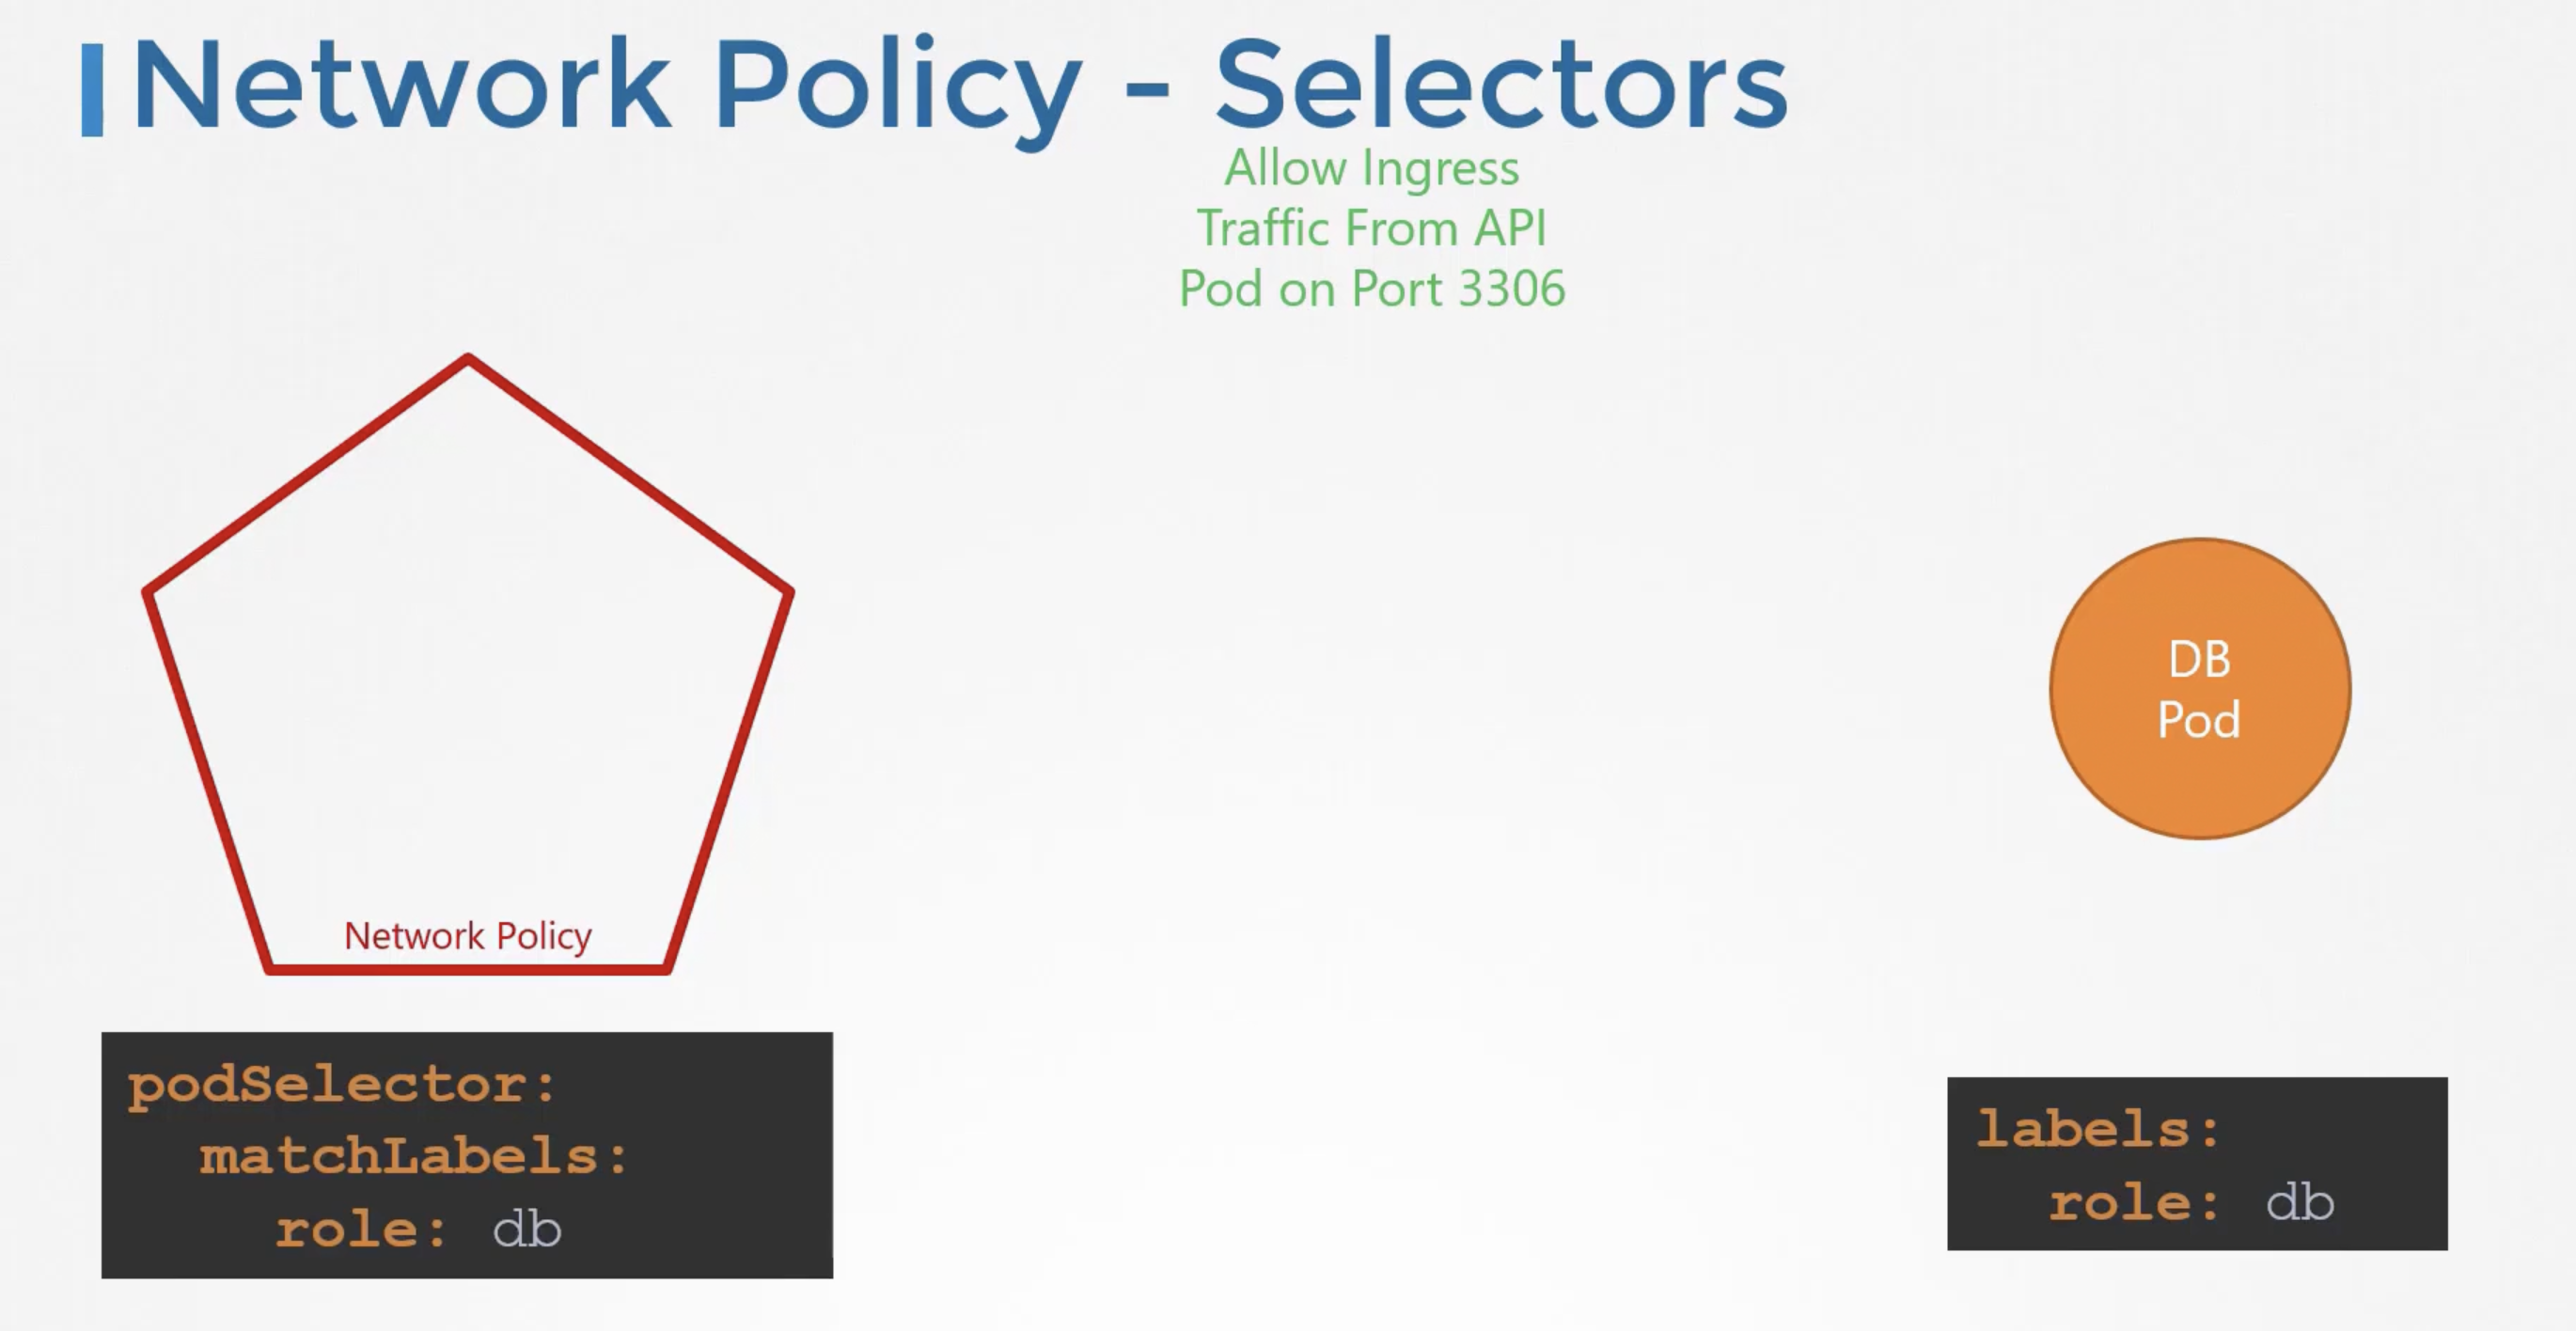 Network Policy - Selectors
Allow Ingress
Traffic From API
Pod on Port 3306
DB
Pod
Network Policy
podSelector:
  matchLabels:
    role: db
labels:
  role: db